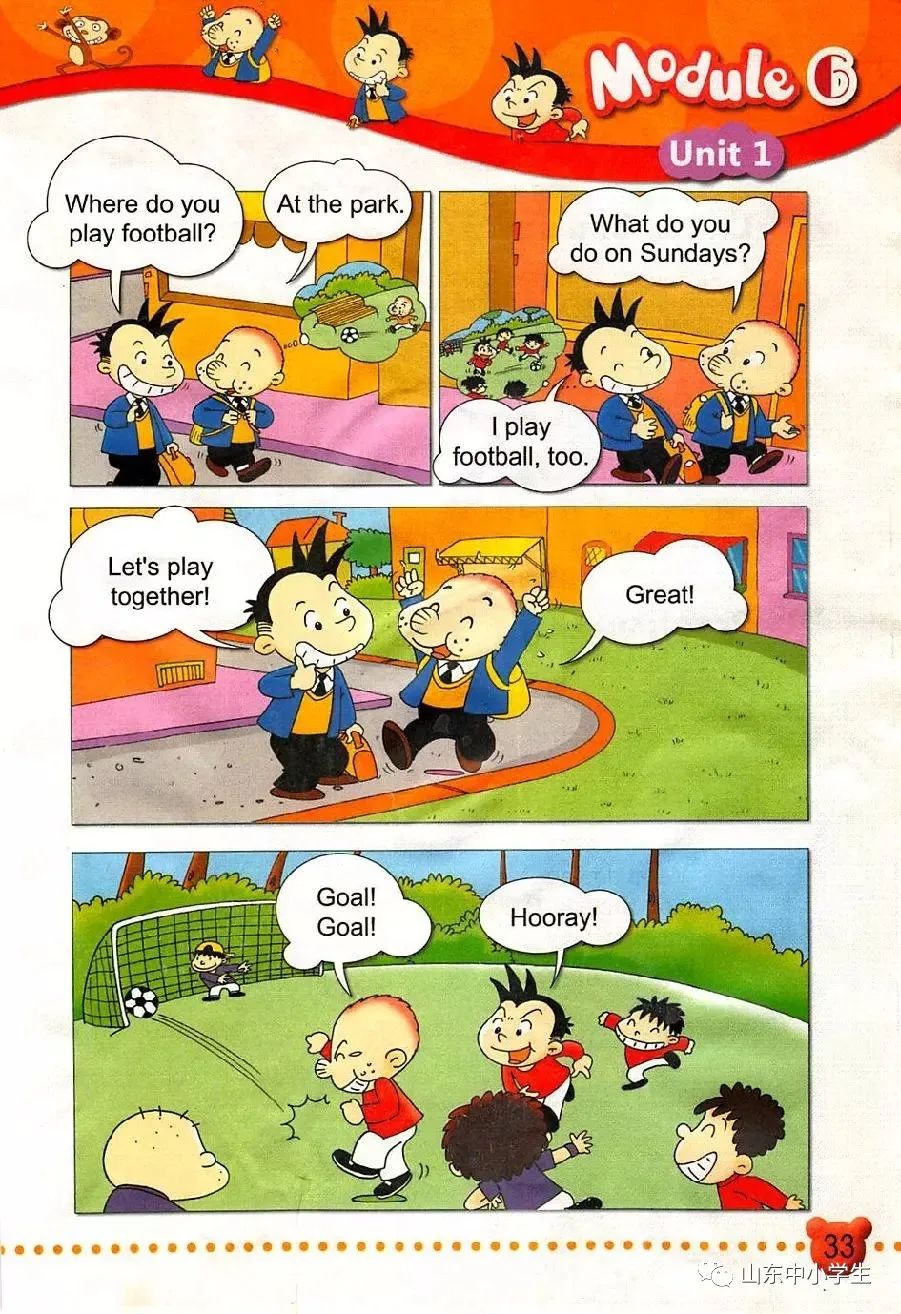 Module 6
Unit 1
Where do you
play football?
At the park.
What do you
do on Sundays?
I play
football, too.
Let's play
together!
Great!
Goal!
Goal!
Hooray!
33
山东中小学生